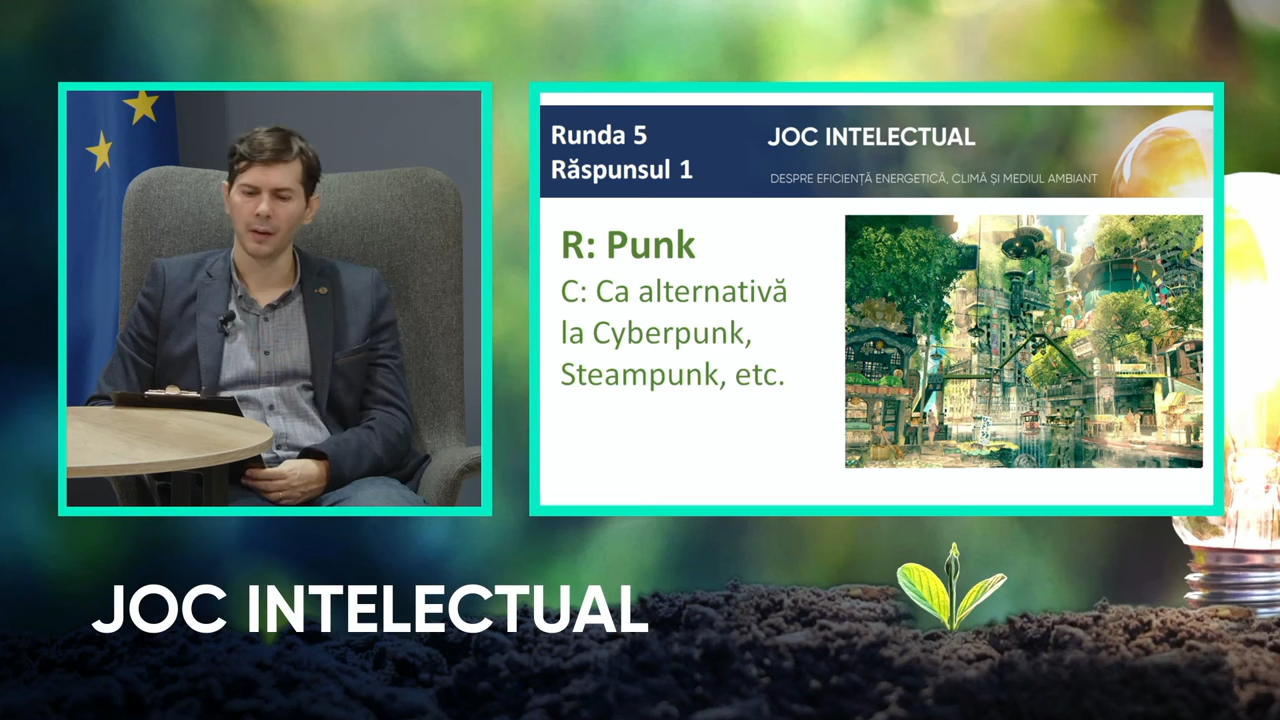 Runda 5
Răspunsul 1
JOC INTELECTUAL
DESPRE EFICIENȚĂ ENERGETICĂ, CLIMĂ ȘI MEDIUL AMBIANT
R: Punk
C: Ca alternativă
la Cyberpunk,
Steampunk, etc.
JOC INTELECTUAL